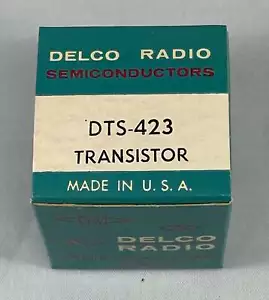 DELCO RADIO
SEMICONDUCTORS
DTS-423
TRANSISTOR
MADE IN U.S.A.
DELCO
RADIO